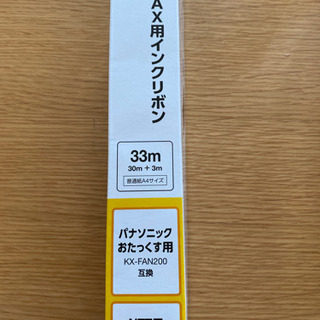 AX用インクリボン
33m
30m+3m
普通紙A4サイズ
パナソニック
おたっくす用
KX-FAN200
互換